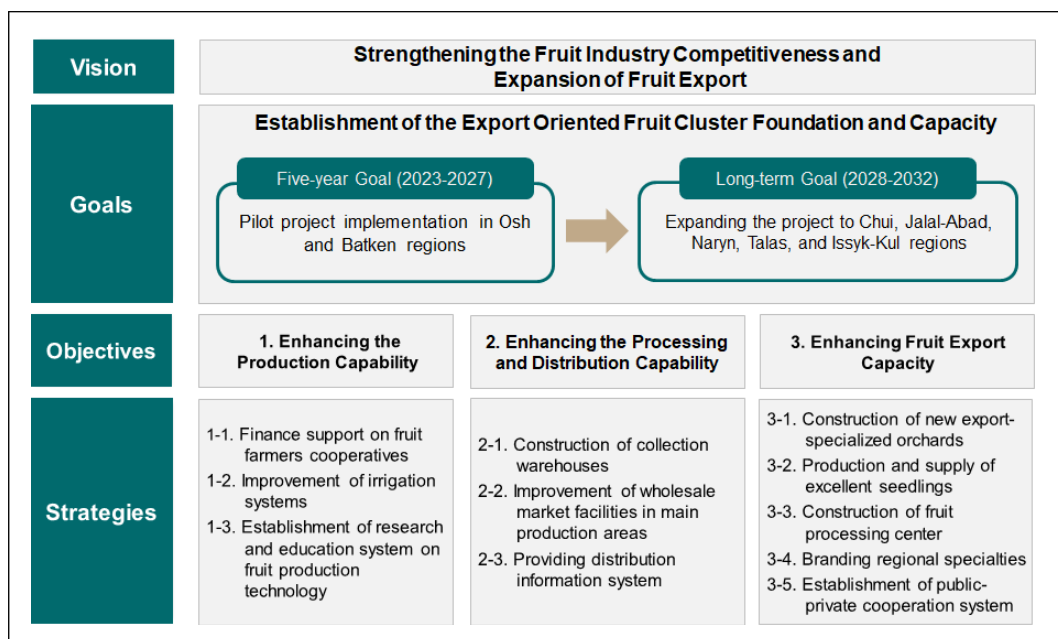 Vision
Strengthening the Fruit Industry Competitiveness and
Expansion of Fruit Export
Goals
Establishment of the Export Oriented Fruit Cluster Foundation and Capacity
Five-year Goal (2023-2027)
Pilot project implementation in Osh
and Batken regions
Long-term Goal (2028-2032)
Expanding the project to Chui, Jalal-Abad,
Naryn, Talas, and Issyk-Kul regions
Objectives
1. Enhancing the
Production Capability
2. Enhancing the Processing
and Distribution Capability
3. Enhancing Fruit Export
Capacity
Strategies
1-1. Finance support on fruit
farmers cooperatives
1-2. Improvement of irrigation
systems
1-3. Establishment of research
and education system on
fruit production
technology
2-1. Construction of collection
warehouses
2-2. Improvement of wholesale
market facilities in main
production areas
2-3. Providing distribution
information system
3-1. Construction of new export-
specialized orchards
3-2. Production and supply of
excellent seedlings
3-3. Construction of fruit
processing center
3-4. Branding regional specialties
3-5. Establishment of public-
private cooperation system